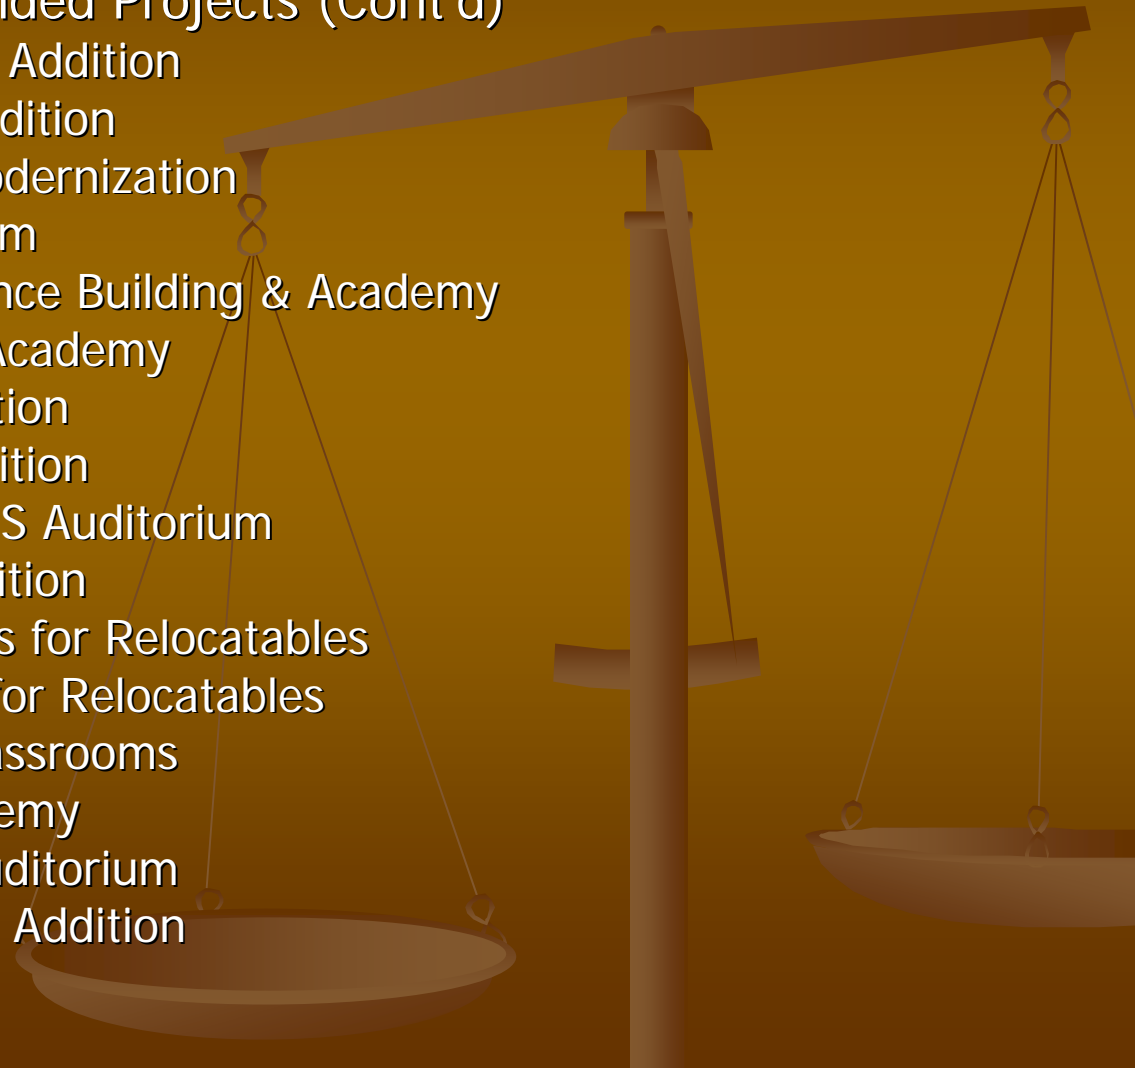 ded Projects (Cont'd)
Addition
dition
odernization
m
nce Building & Academy
Academy
tion
ition
S Auditorium
ition
s for Relocatables
for Relocatables
assrooms
emy
uditorium
Addition